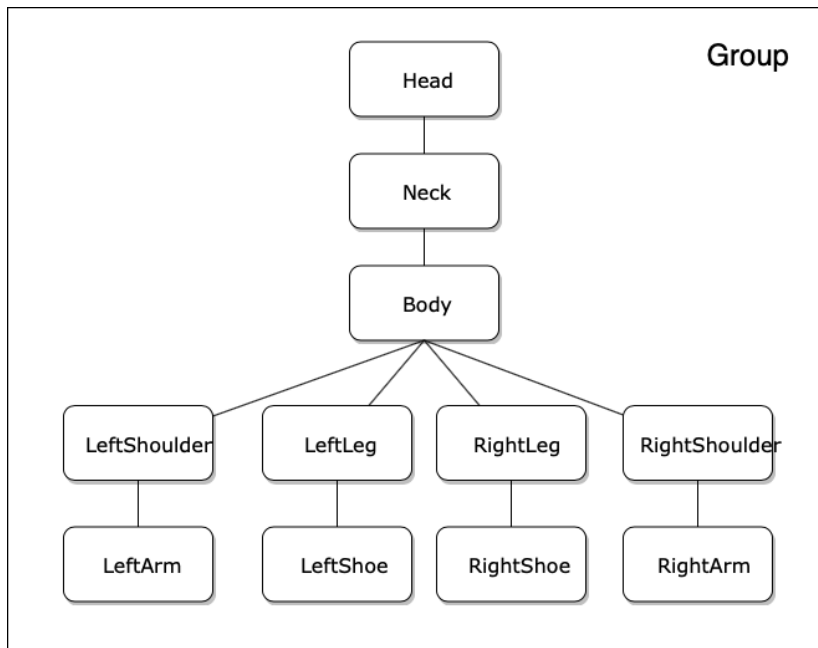 Group
Head
Neck
Body
LeftShoulder
LeftLeg
RightLeg
RightShoulder
LeftArm
LeftShoe
RightShoe
RightArm